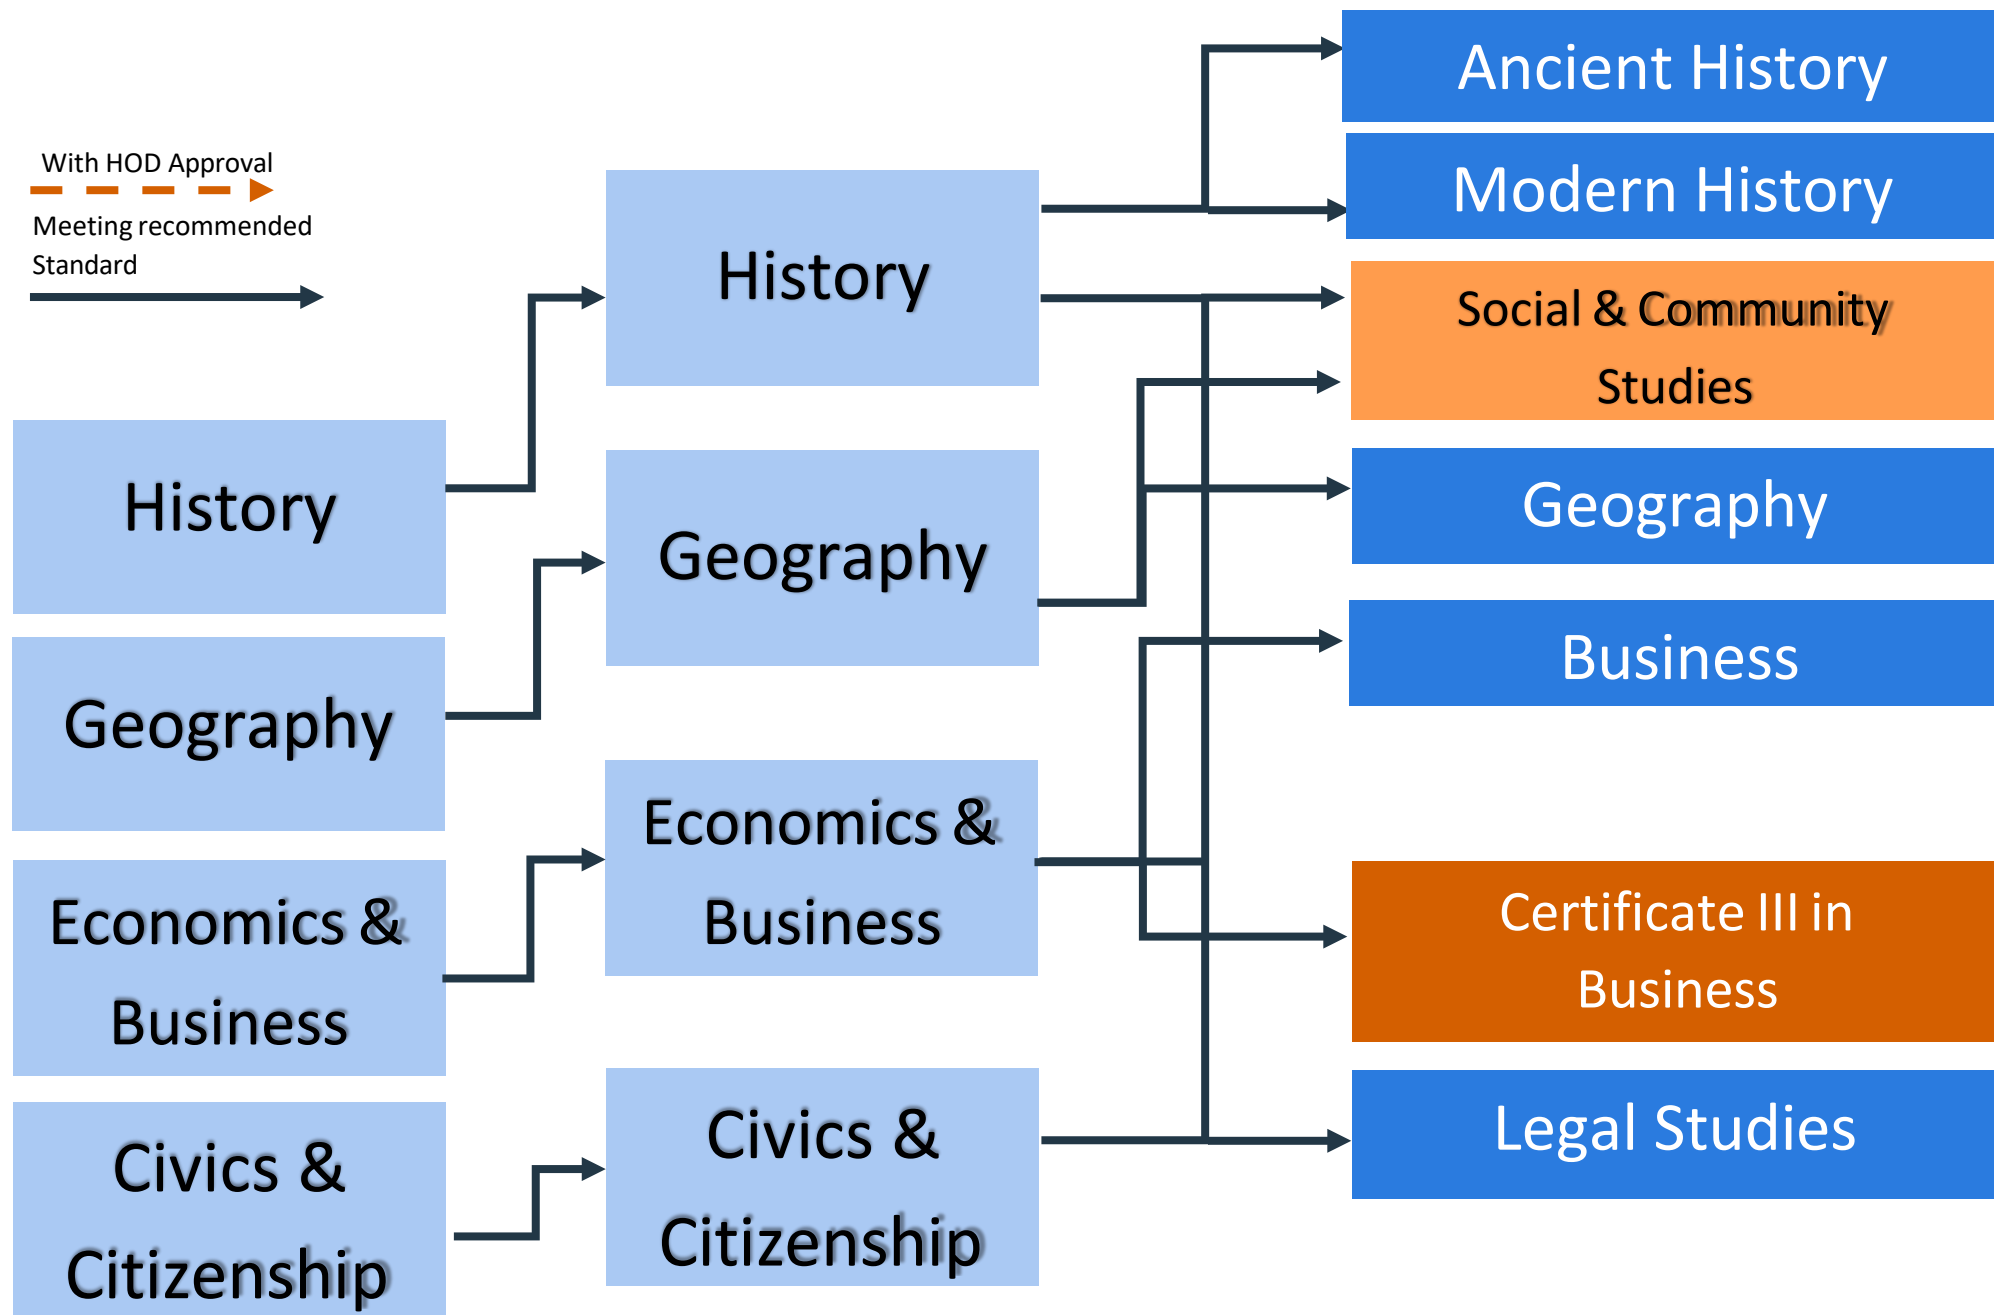 With HOD Approval
Meeting recommended
Standard
History
Geography
Economics &
Business
Civics &
Citizenship
History
Geography
Economics &
Business
Civics &
Citizenship
Ancient History
Modern History
Social & Community
Studies
Geography
Business
Certificate III in
Business
Legal Studies